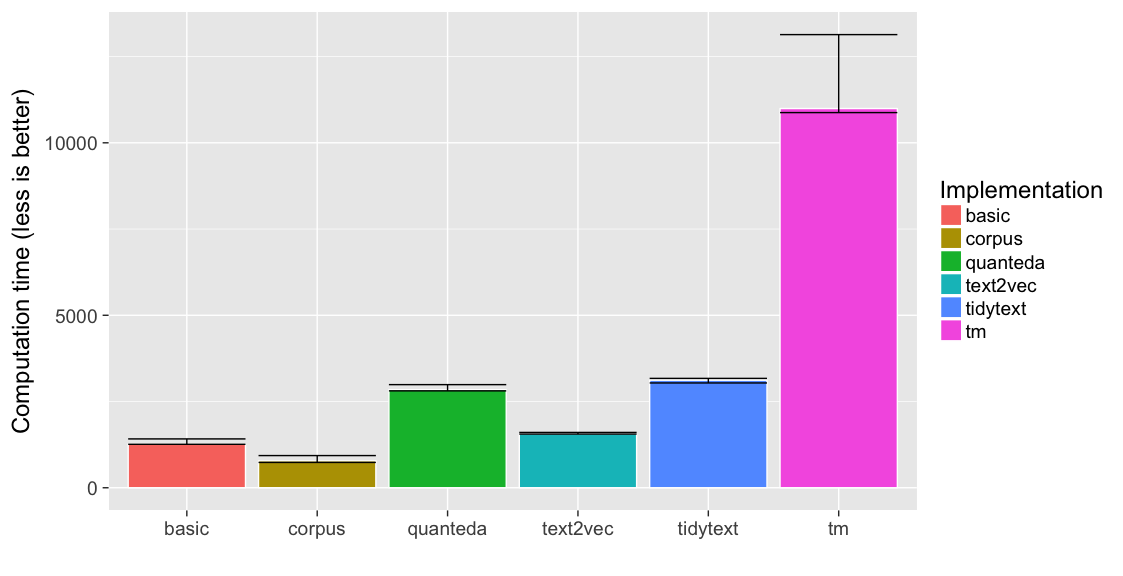 Computation time (less is better)
10000
5000
0
basic
corpus
quanteda
text2vec
tidytext
tm
Implementation
basic
corpus
quanteda
text2vec
tidytext
tm